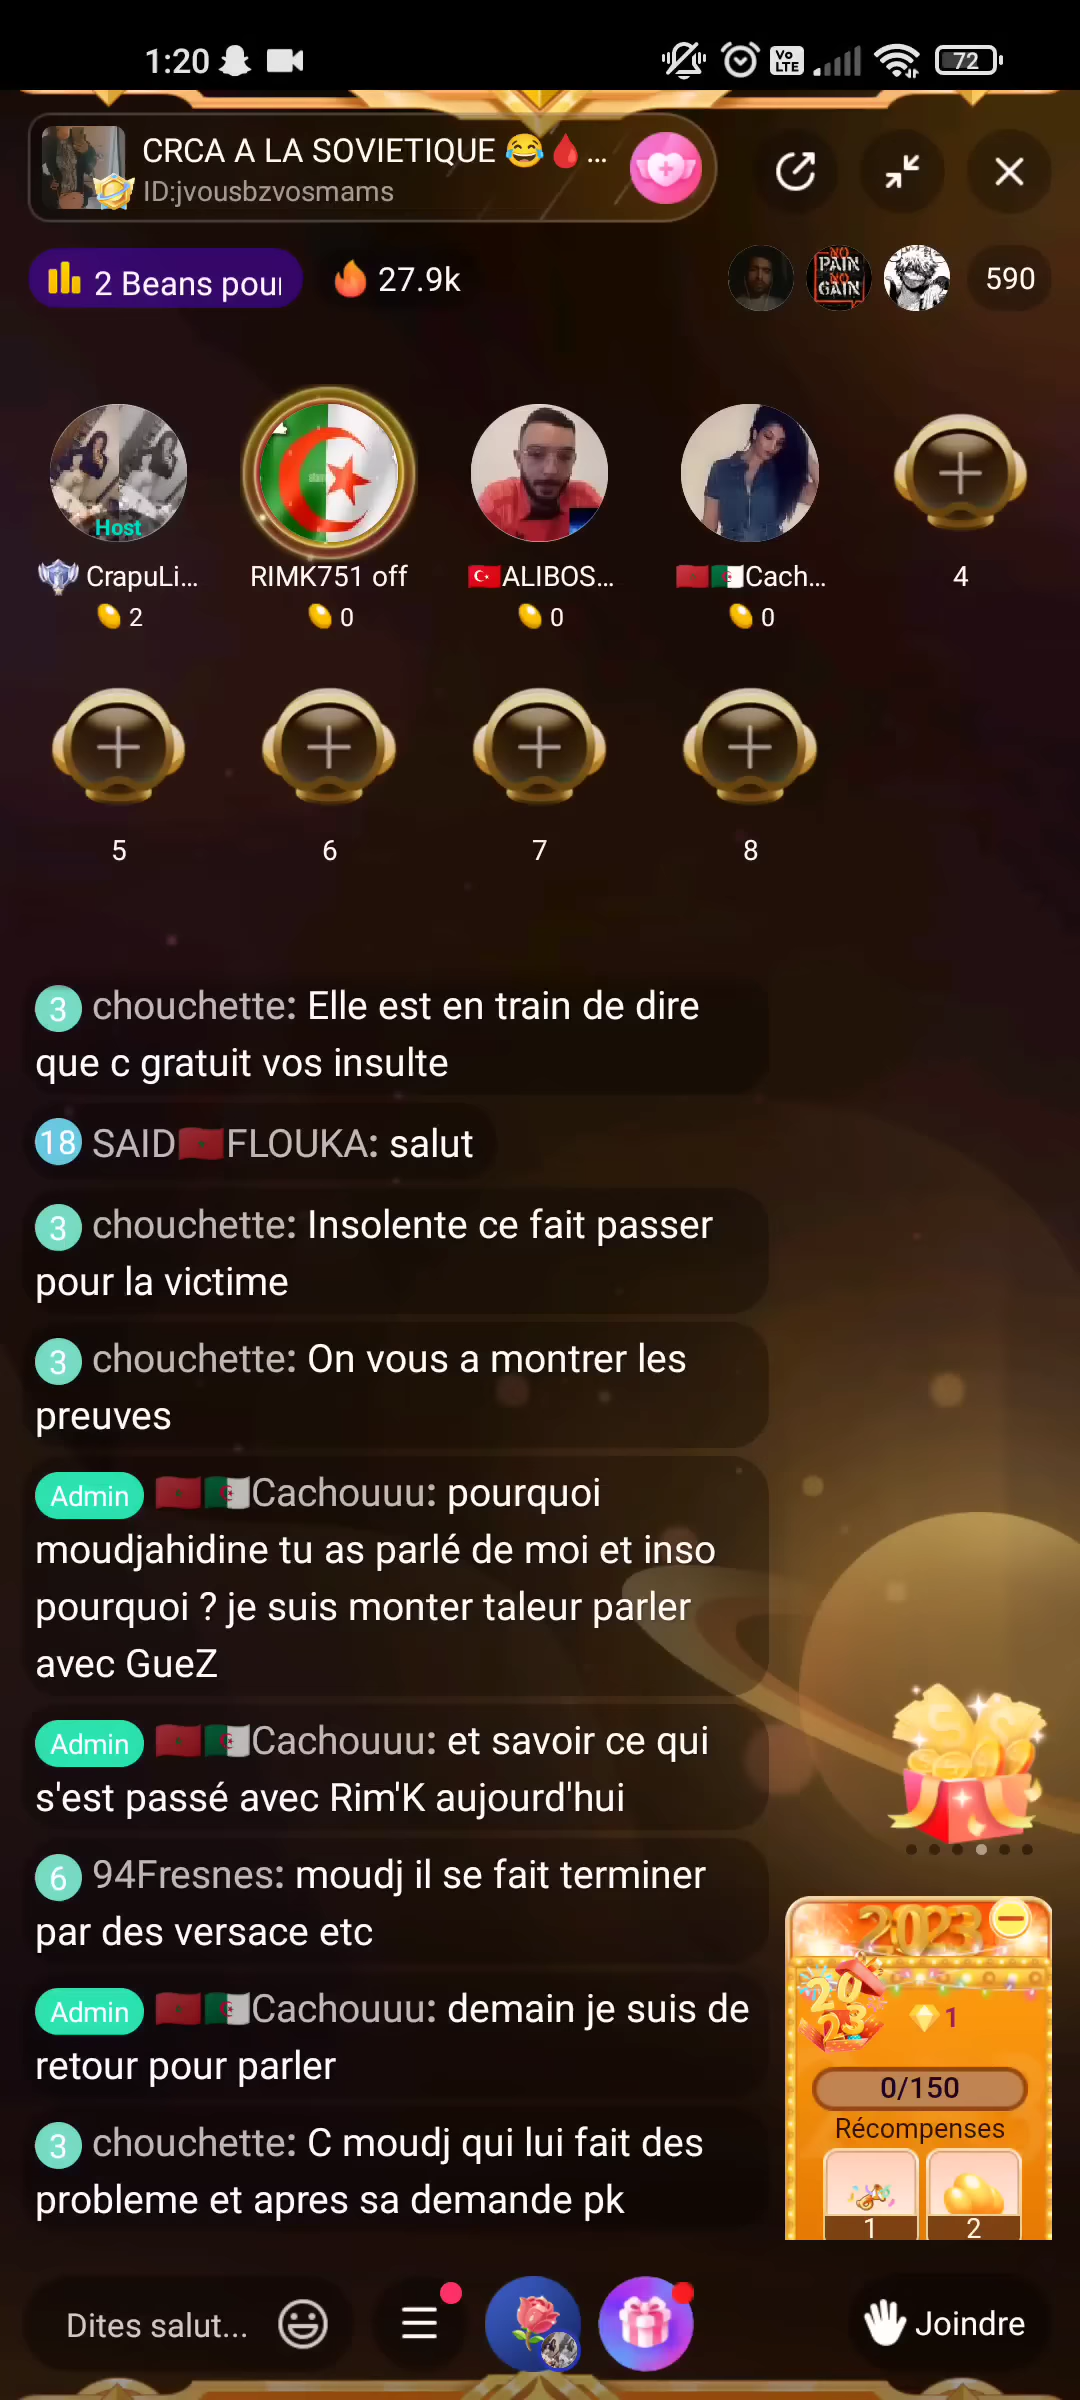 1:20
Vo LTE
72
CRCA A LA SOVIETIQUE 😂🩸...
ID:jvousbzvosmams
2 Beans pour
27.9k
NO PAIN NO GAIN
590
Host
CrapuLi...
RIMK751 off
🇹🇷ALIBOS...
🇲🇦🇩🇿Cach...
4
2
0
0
0
5
6
7
8
3 chouchette: Elle est en train de dire
que c gratuit vos insulte
18 SAID🇲🇦FLOUKA: salut
3 chouchette: Insolente ce fait passer
pour la victime
3 chouchette: On vous a montrer les
preuves
Admin 🇲🇦🇩🇿Cachouuu: pourquoi
moudjahidine tu as parlé de moi et inso
pourquoi ? je suis monter taleur parler
avec GueZ
Admin 🇲🇦🇩🇿Cachouuu: et savoir ce qui
s'est passé avec Rim'K aujourd'hui
6 94Fresnes: moudj il se fait terminer
par des versace etc
Admin 🇲🇦🇩🇿Cachouuu: demain je suis de
retour pour parler
3 chouchette: C moudj qui lui fait des
probleme et apres sa demande pk
2023
2023
1
0/150
Récompenses
1
2
Dites salut...
Joindre